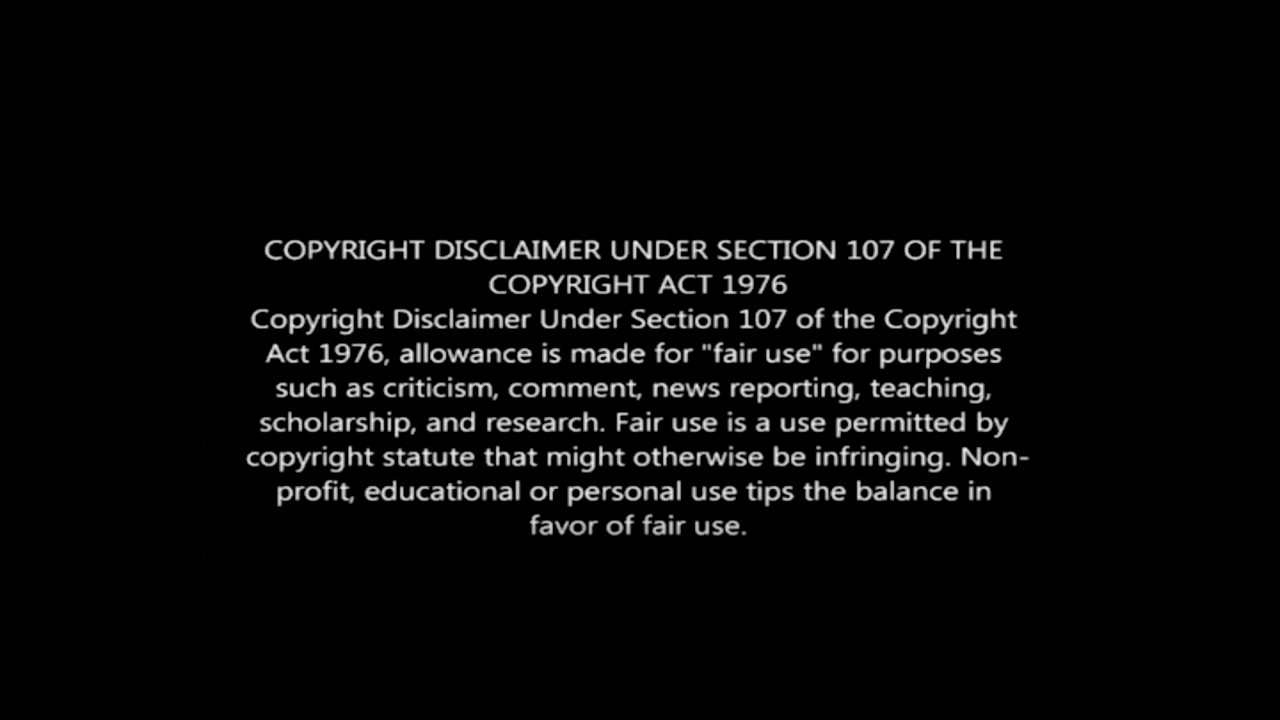 COPYRIGHT DISCLAIMER UNDER SECTION 107 OF THE
COPYRIGHT ACT 1976
Copyright Disclaimer Under Section 107 of the Copyright
Act 1976, allowance is made for "fair use" for purposes
such as criticism, comment, news reporting, teaching,
scholarship, and research. Fair use is a use permitted by
copyright statute that might otherwise be infringing. Non-
profit, educational or personal use tips the balance in
favor of fair use.